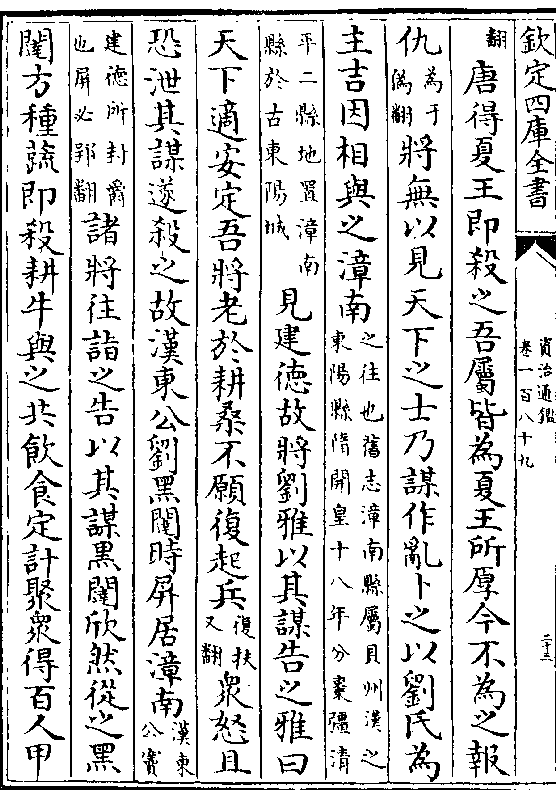 欽定四庫全書
資治通鑑
卷一百八十九
二十三
翻
唐得夏王即殺之吾屬皆為夏王所厚今不為之報
仇
為于
偽翻
將無以見天下之士乃謀作亂卜之以劉氏為
主吉因相與之漳南
之往也舊志漳南縣屬貝州漢之
東陽縣隋開皇十八年分棗彊清
平二縣地置漳南
縣於古東陽城
見建德故將劉雅以其謀告之雅曰
天下適安定吾將老於耕桑不願復起兵
復扶
又翻
衆怒且
恐泄其謀遂殺之故漢東公劉黑闥時屏居漳南
漢東
公竇
建德所封爵
也屏必郢翻
諸將往詣之告以其謀黑闥欣然從之黑
闥方種蔬即殺耕牛與之共飲食定計聚衆得百人甲